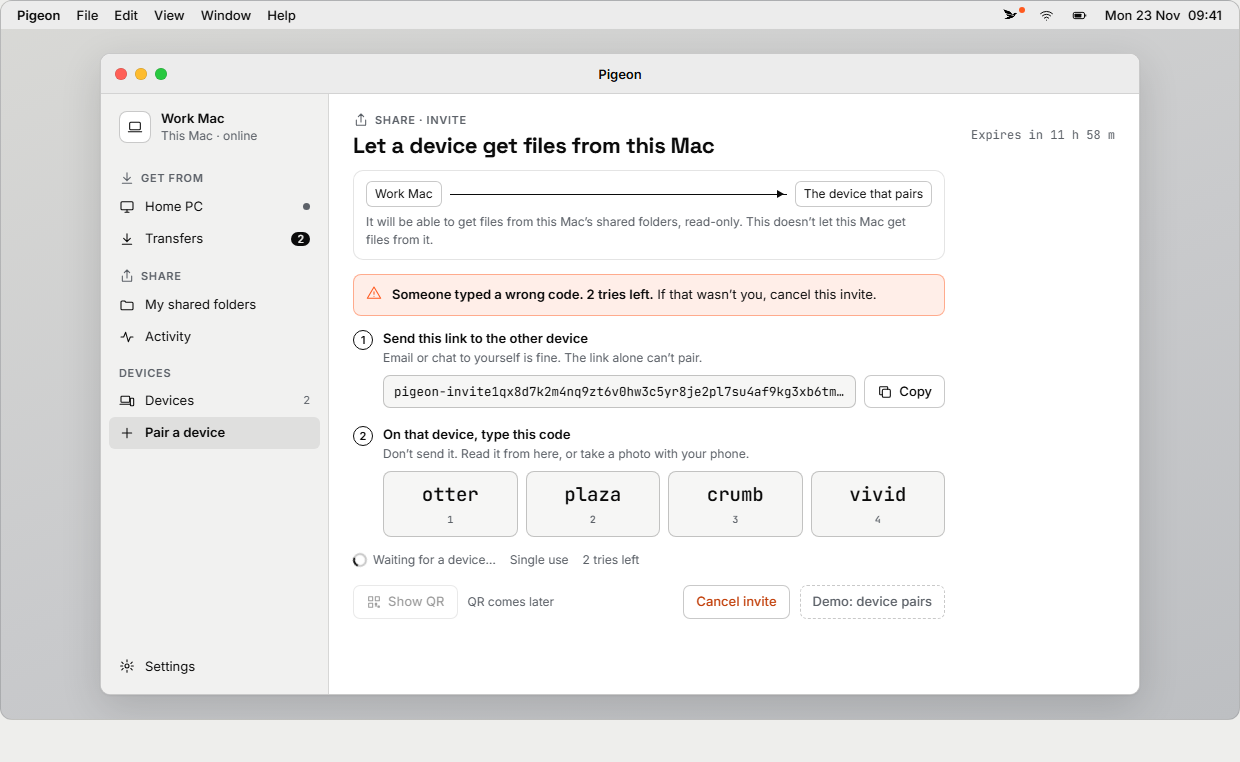 Pigeon File Edit View Window Help Mon 23 Nov 09:41
Pigeon
Work Mac
This Mac · online
GET FROM
Home PC
Transfers 2
SHARE
My shared folders
Activity
DEVICES
Devices 2
Pair a device
Settings
SHARE · INVITE
Let a device get files from this Mac
Expires in 11 h 58 m
Work Mac The device that pairs
It will be able to get files from this Mac’s shared folders, read-only. This doesn’t let this Mac get
files from it.
Someone typed a wrong code. 2 tries left. If that wasn’t you, cancel this invite.
1 Send this link to the other device
Email or chat to yourself is fine. The link alone can’t pair.
pigeon-invite1qx8d7k2m4nq9zt6v0hw3c5yr8je2pl7su4af9kg3xb6tm… Copy
2 On that device, type this code
Don’t send it. Read it from here, or take a photo with your phone.
otter plaza crumb vivid
1 2 3 4
Waiting for a device… Single use 2 tries left
Show QR QR comes later Cancel invite Demo: device pairs